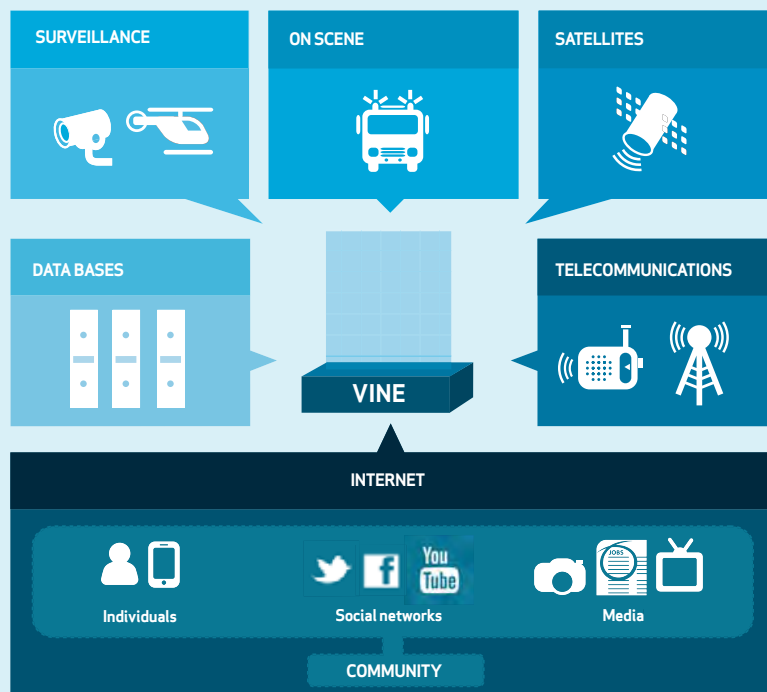 SURVEILLANCE
ON SCENE
SATELLITES
DATA BASES
TELECOMMUNICATIONS
VINE
INTERNET
JOBS
You
Tube
f
Individuals
Social networks
Media
COMMUNITY